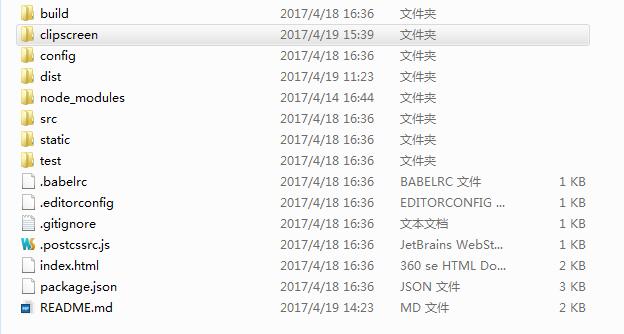 build 2017/4/18 16:36 文件夹
clipscreen 2017/4/19 15:39 文件夹
config 2017/4/18 16:36 文件夹
dist 2017/4/19 11:23 文件夹
node_modules 2017/4/14 16:44 文件夹
src 2017/4/18 16:36 文件夹
static 2017/4/18 16:36 文件夹
test 2017/4/18 16:36 文件夹
.babelrc 2017/4/18 16:36 BABELRC 文件 1 KB
.editorconfig 2017/4/18 16:36 EDITORCONFIG ... 1 KB
.gitignore 2017/4/18 16:36 文本文档 1 KB
.postcssrc.js 2017/4/18 16:36 JetBrains WebSt... 1 KB
index.html 2017/4/18 16:36 360 se HTML Do... 2 KB
package.json 2017/4/18 16:36 JSON 文件 3 KB
README.md 2017/4/19 14:23 MD 文件 2 KB